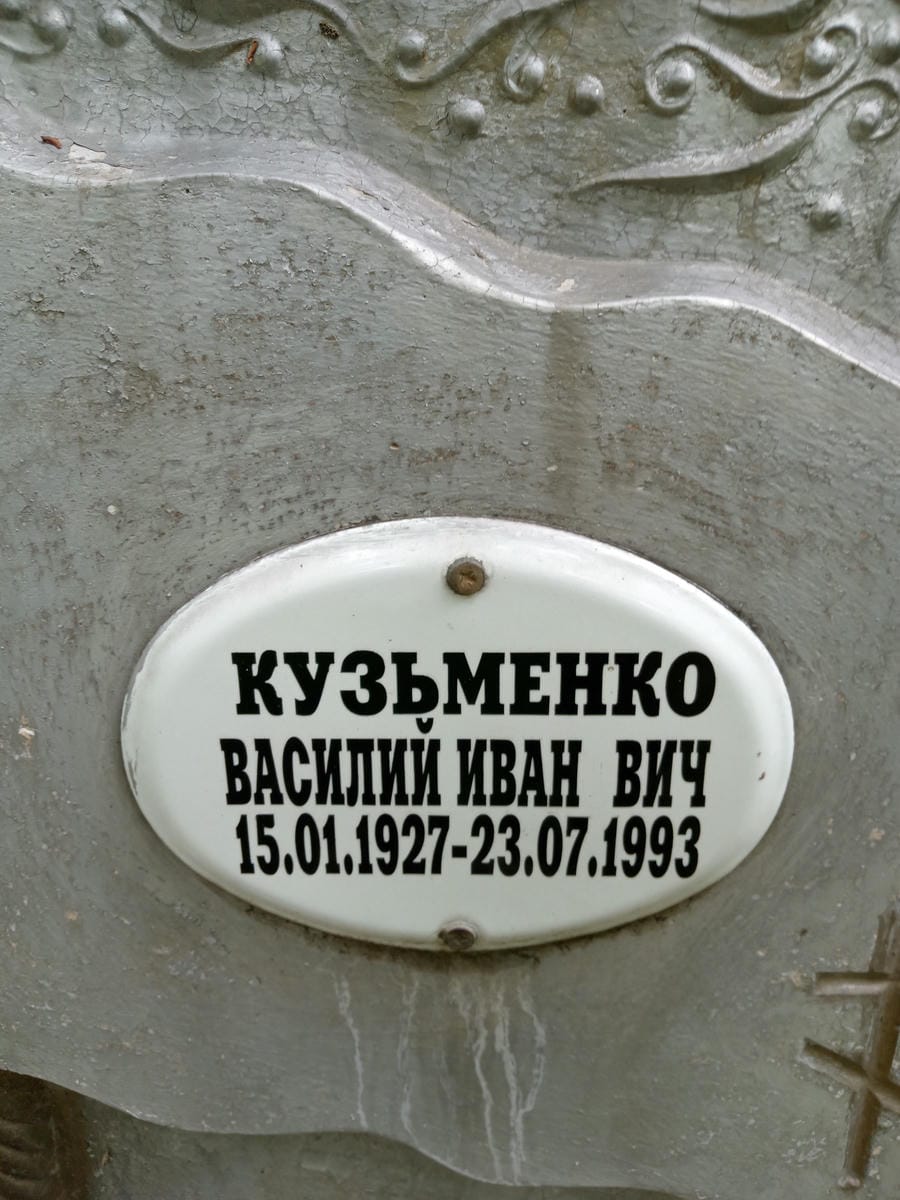 КУЗЬМЕНКО
ВАСИЛИЙ ИВАН ВИЧ
15.01.1927-23.07.1993